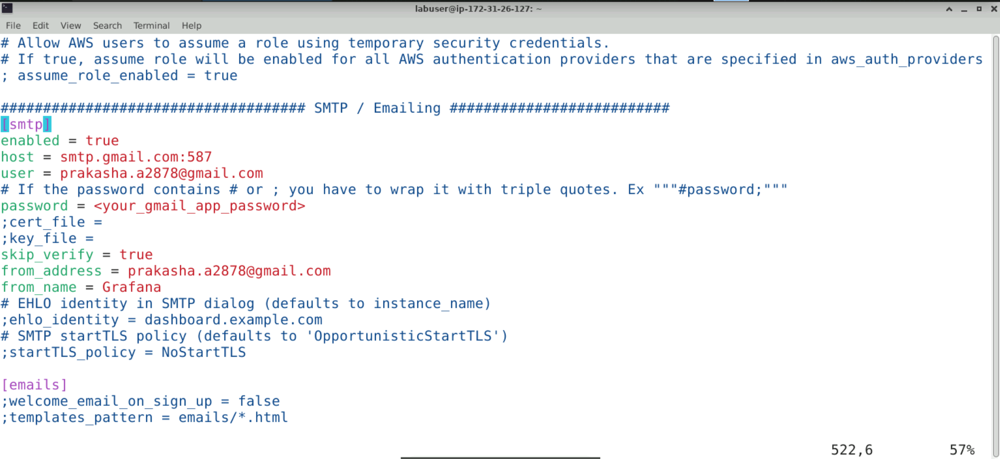 labuser@ip-172-31-26-127: ~
File Edit View Search Terminal Help
# Allow AWS users to assume a role using temporary security credentials.
# If true, assume role will be enabled for all AWS authentication providers that are specified in aws_auth_providers
; assume_role_enabled = true
#################################### SMTP / Emailing ##########################
[smtp]
enabled = true
host = smtp.gmail.com:587
user = prakasha.a2878@gmail.com
# If the password contains # or ; you have to wrap it with triple quotes. Ex """#password;"""
password = <your_gmail_app_password>
;cert_file =
;key_file =
skip_verify = true
from_address = prakasha.a2878@gmail.com
from_name = Grafana
# EHLO identity in SMTP dialog (defaults to instance_name)
;ehlo_identity = dashboard.example.com
# SMTP startTLS policy (defaults to 'OpportunisticStartTLS')
;startTLS_policy = NoStartTLS
[emails]
;welcome_email_on_sign_up = false
;templates_pattern = emails/*.html
522,6 57%